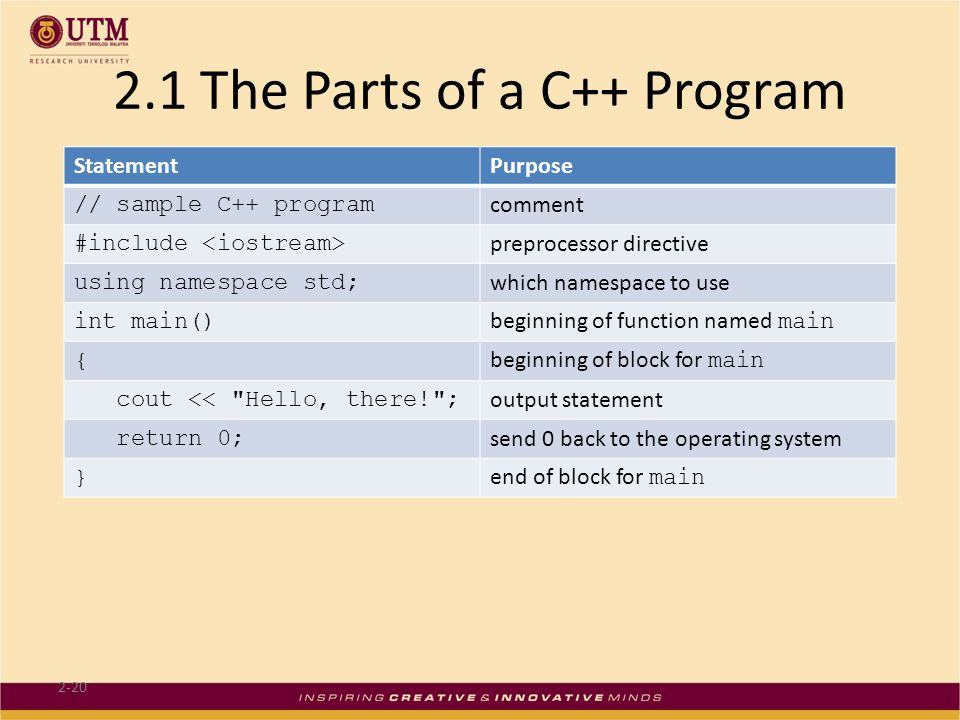 UTM
UNIVERSITI TEKNOLOGI MALAYSIA
RESEARCH UNIVERSITY
2.1 The Parts of a C++ Program
Statement Purpose
// sample C++ program comment
#include <iostream> preprocessor directive
using namespace std; which namespace to use
int main() beginning of function named main
{ beginning of block for main
cout << "Hello, there!"; output statement
return 0; send 0 back to the operating system
} end of block for main
2-20
INSPIRING CREATIVE & INNOVATIVE MINDS